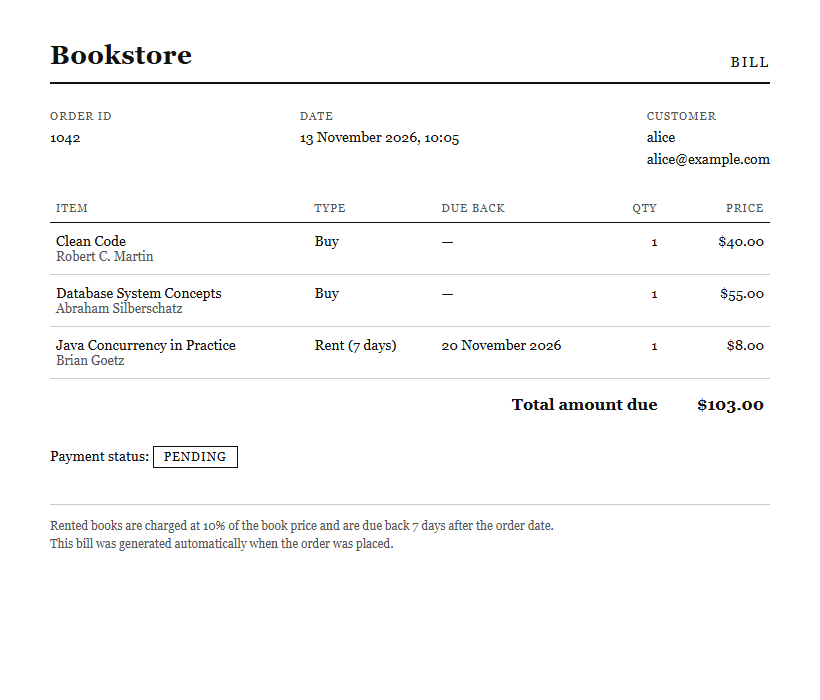 Bookstore
BILL
ORDER ID
1042
DATE
13 November 2026, 10:05
CUSTOMER
alice
alice@example.com
ITEM TYPE DUE BACK QTY PRICE
Clean Code Buy — 1 $40.00
Robert C. Martin
Database System Concepts Buy — 1 $55.00
Abraham Silberschatz
Java Concurrency in Practice Rent (7 days) 20 November 2026 1 $8.00
Brian Goetz
Total amount due $103.00
Payment status: PENDING
Rented books are charged at 10% of the book price and are due back 7 days after the order date.
This bill was generated automatically when the order was placed.